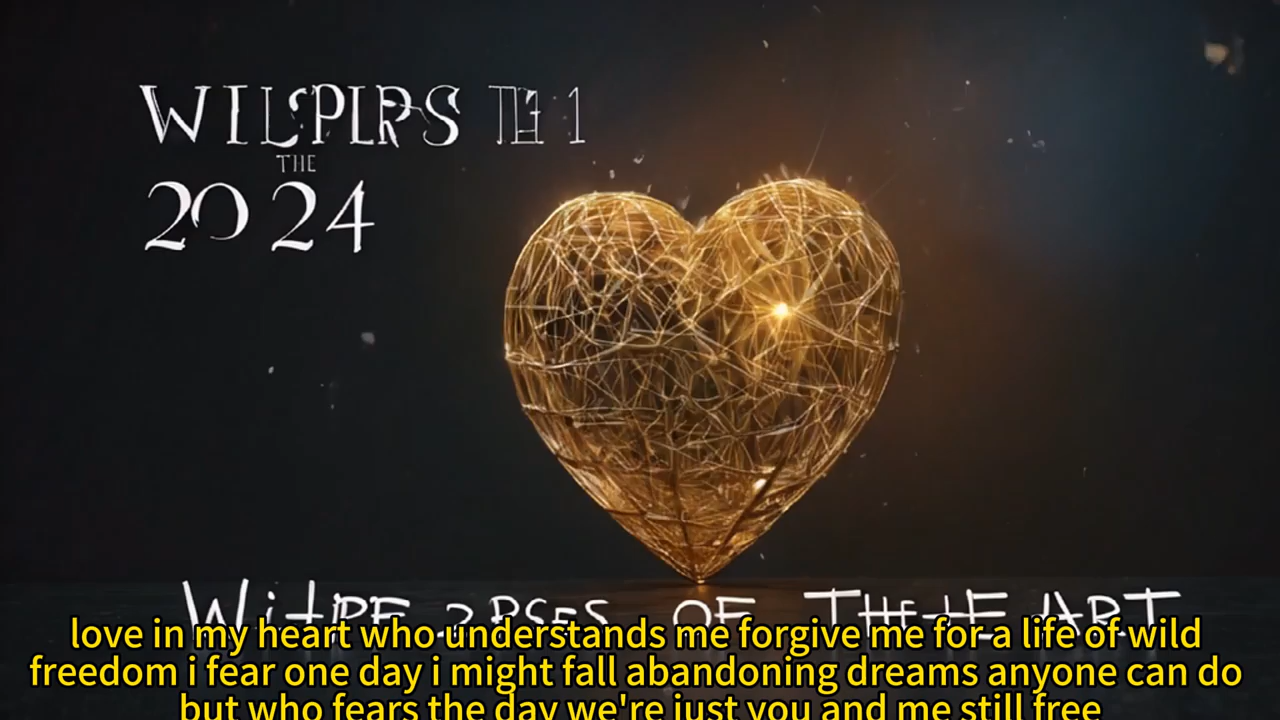 THE
2024
OF
love in my heart who understands me forgive me for a life of wild
freedom i fear one day i might fall abandoning dreams anyone can do
but who fears the day we're just you and me still free